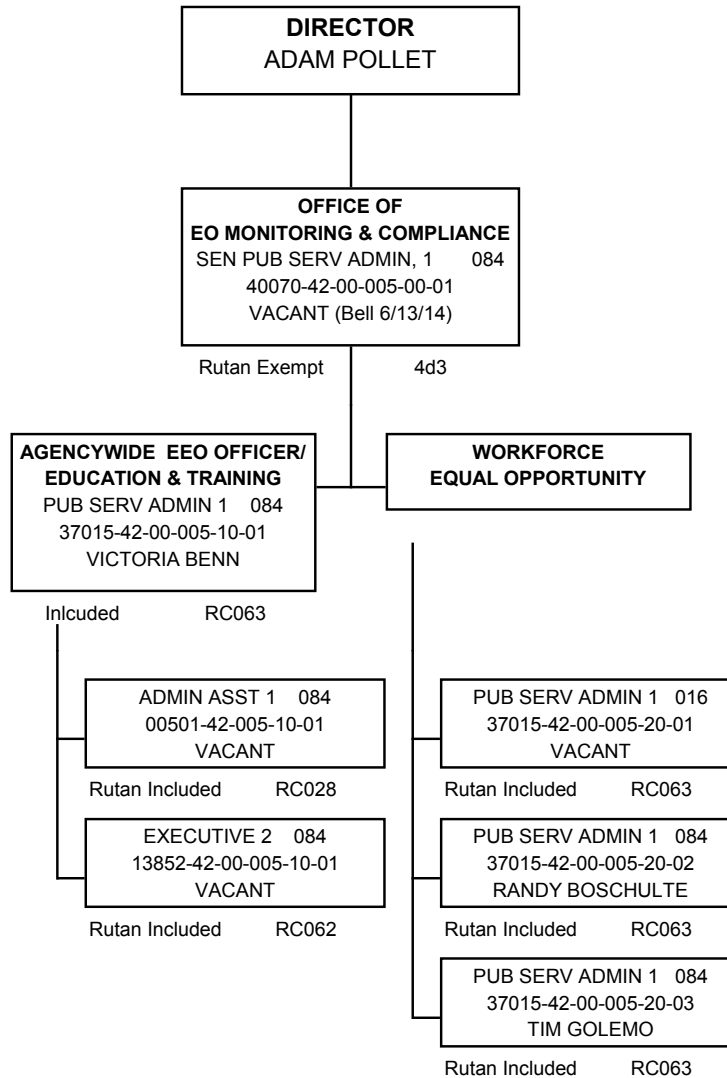 DIRECTOR
ADAM POLLET
OFFICE OF
EO MONITORING & COMPLIANCE
SEN PUB SERV ADMIN, 1 084
40070-42-00-005-00-01
VACANT (Bell 6/13/14)
Rutan Exempt 4d3
AGENCYWIDE EEO OFFICER/
EDUCATION & TRAINING
PUB SERV ADMIN 1 084
37015-42-00-005-10-01
VICTORIA BENN
Inlcuded RC063
WORKFORCE
EQUAL OPPORTUNITY
ADMIN ASST 1 084
00501-42-005-10-01
VACANT
Rutan Included RC028
EXECUTIVE 2 084
13852-42-00-005-10-01
VACANT
Rutan Included RC062
PUB SERV ADMIN 1 016
37015-42-00-005-20-01
VACANT
Rutan Included RC063
PUB SERV ADMIN 1 084
37015-42-00-005-20-02
RANDY BOSCHULTE
Rutan Included RC063
PUB SERV ADMIN 1 084
37015-42-00-005-20-03
TIM GOLEMO
Rutan Included RC063